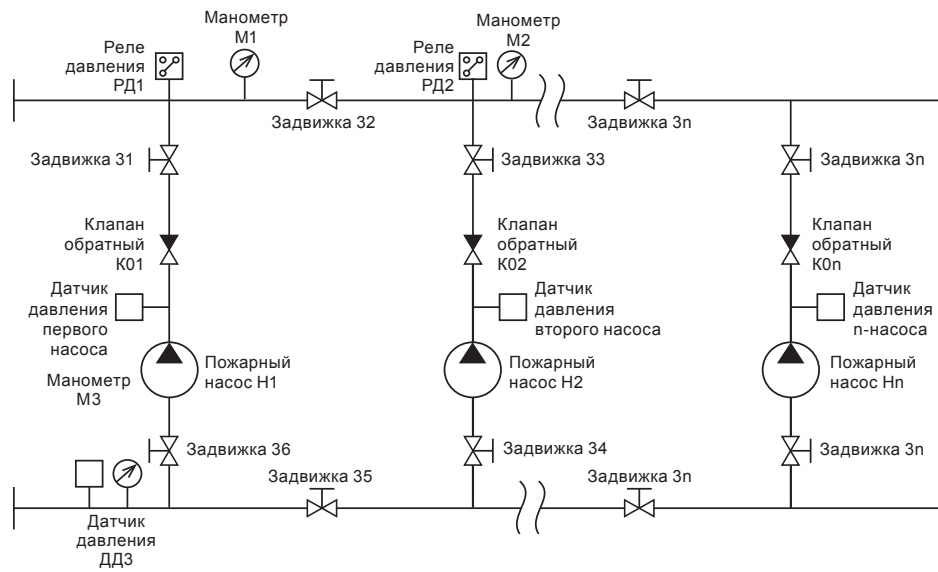 Манометр
М1
Реле
давления
РД1
Манометр
М2
Реле
давления
РД2
Задвижка 32
Задвижка 3n
Задвижка 31
Задвижка 33
Задвижка 3n
Клапан
обратный
К01
Клапан
обратный
К02
Клапан
обратный
К0n
Датчик
давления
первого
насоса
Датчик
давления
второго насоса
Датчик
давления
n-насоса
Пожарный
насос Н1
Пожарный
насос Н2
Пожарный
насос Нn
Манометр
М3
Задвижка 36
Задвижка 34
Задвижка 3n
Задвижка 35
Задвижка 3n
Датчик
давления
ДД3